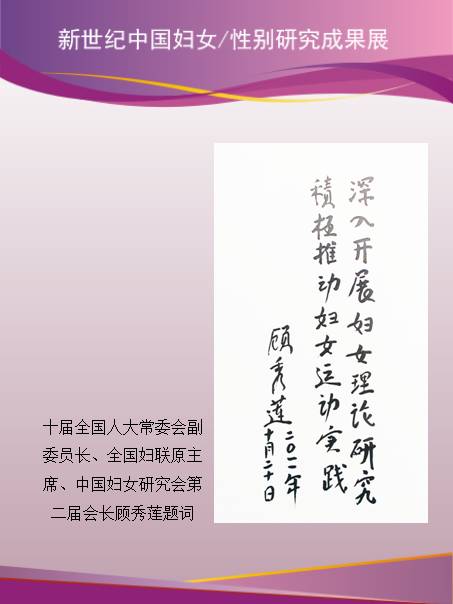 新世纪中国妇女/性别研究成果展
深入开展妇女理论研究
積极推动妇女运动实践
顾秀莲
二〇一一年
十月二十日
十届全国人大常委会副
委员长、全国妇联原主
席、中国妇女研究会第
二届会长顾秀莲题词